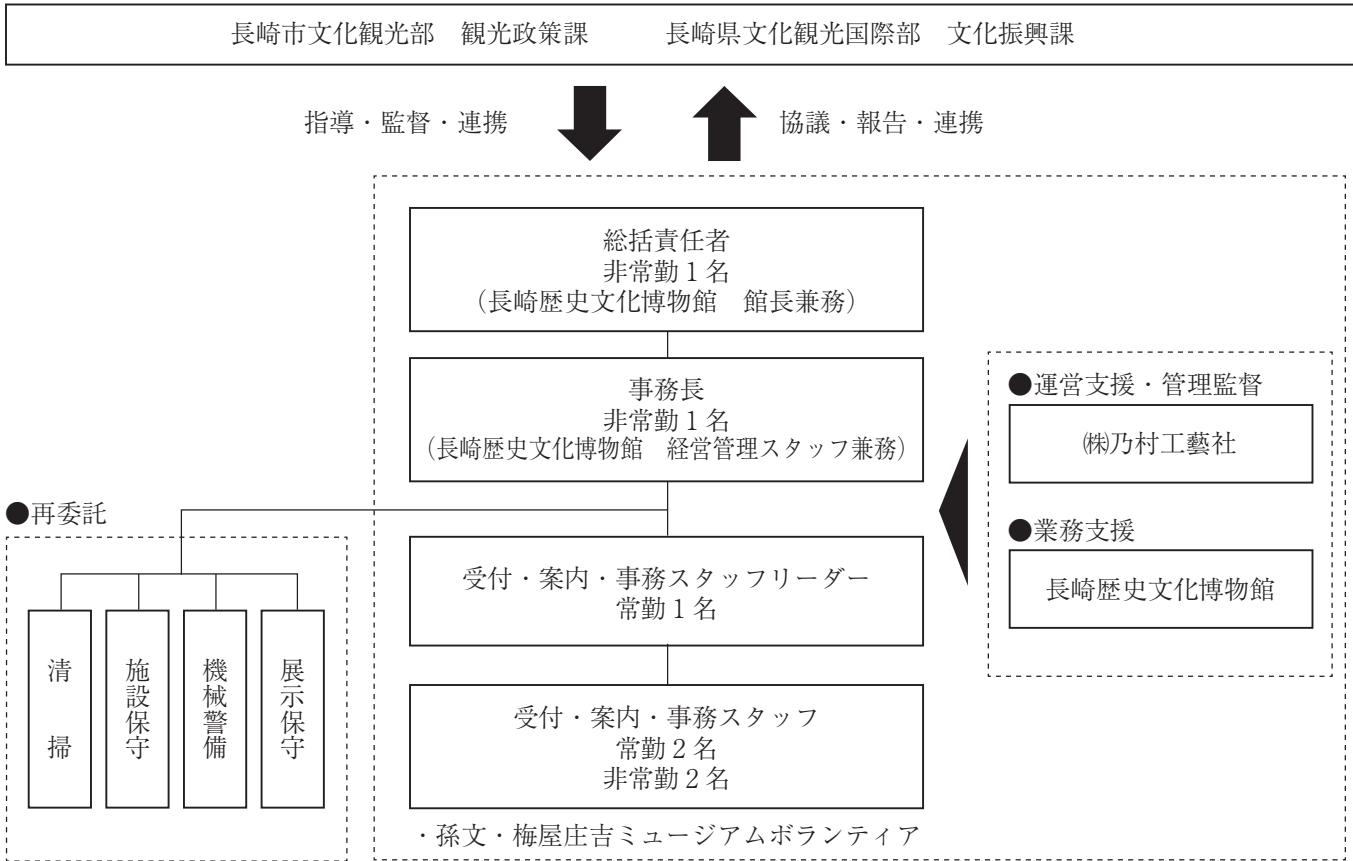 長崎市文化観光部　観光政策課　　長崎県文化観光国際部　文化振興課
指導・監督・連携
協議・報告・連携
総括責任者
非常勤１名
（長崎歴史文化博物館　館長兼務）
事務長
非常勤１名
（長崎歴史文化博物館　経営管理スタッフ兼務）
●運営支援・管理監督
㈱乃村工藝社
●業務支援
長崎歴史文化博物館
●再委託
清　掃
施設保守
機械警備
展示保守
受付・案内・事務スタッフリーダー
常勤１名
受付・案内・事務スタッフ
常勤２名
非常勤２名
・孫文・梅屋庄吉ミュージアムボランティア